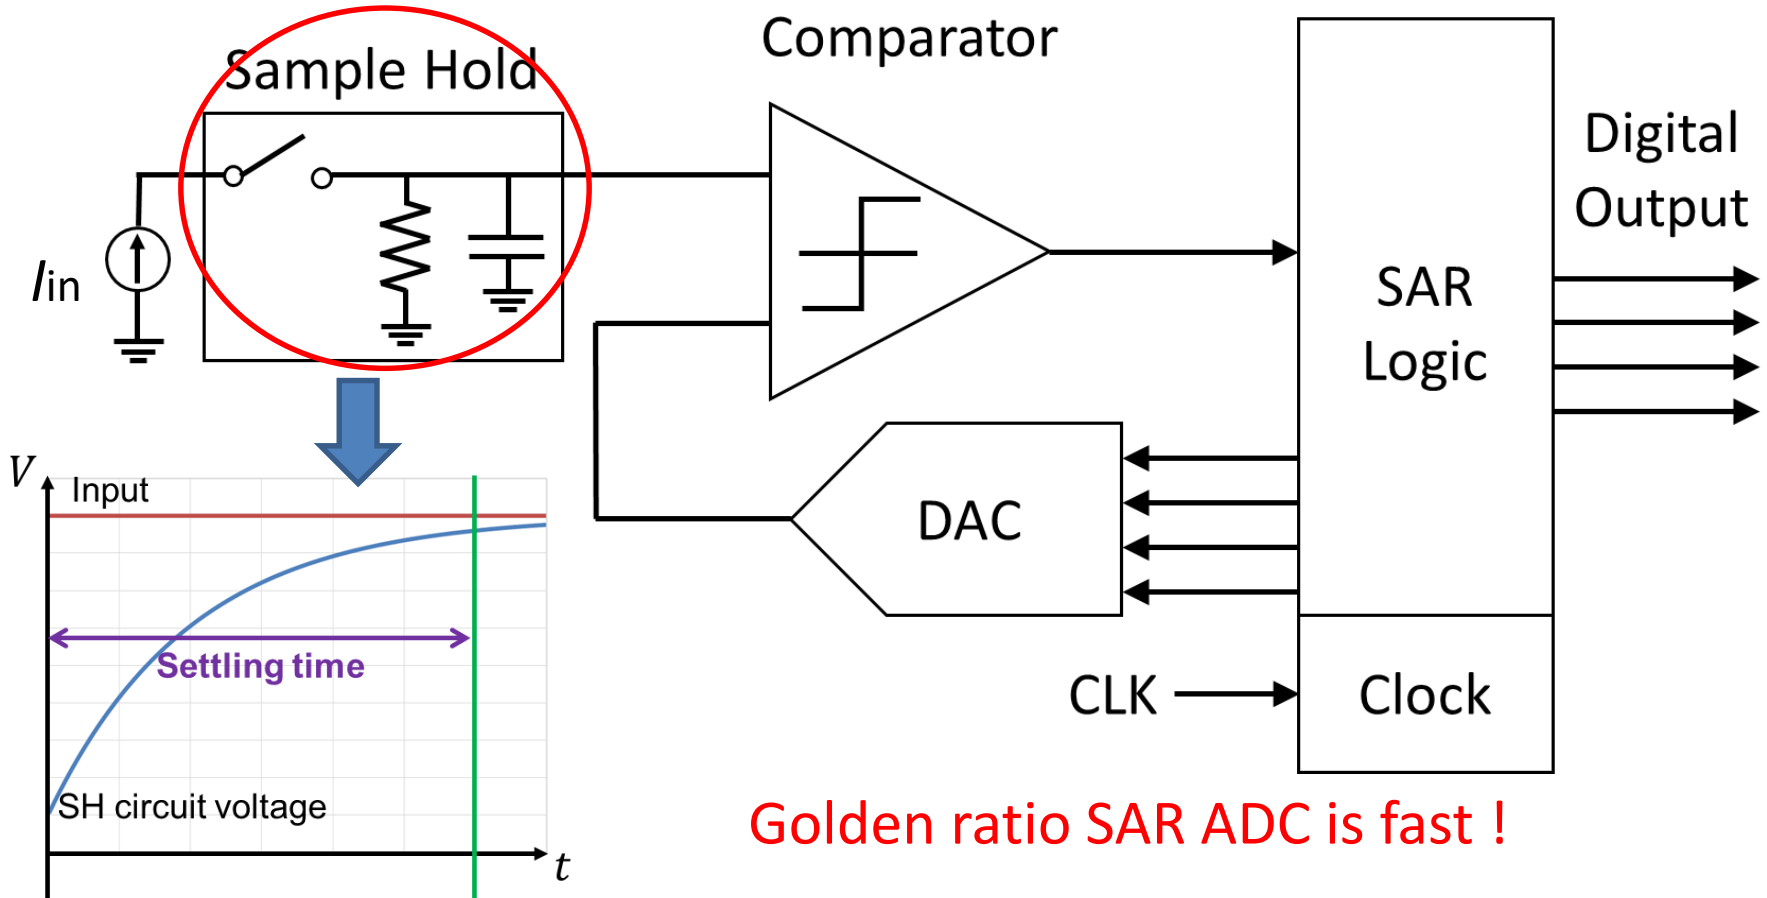 Sample Hold
Comparator
Digital
Output
Iin
SAR
Logic
V
Input
DAC
Settling time
CLK
Clock
SH circuit voltage
Golden ratio SAR ADC is fast !
t